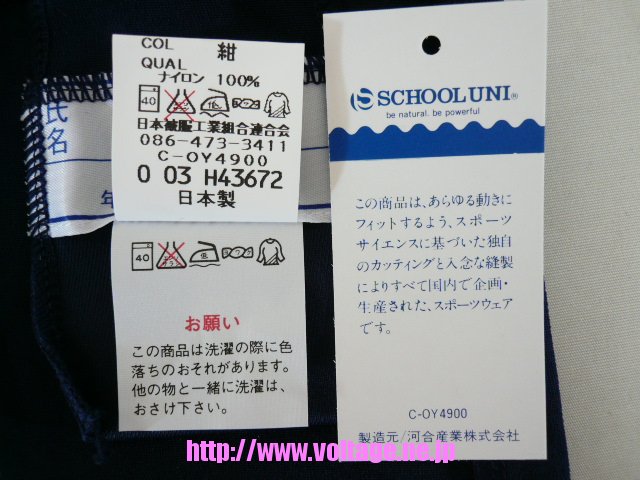 COL 紺
QUAL
ナイロン 100%
40
日本被服工業組合連合会
086-473-3411
C-OY4900
0 03 H43672
日本製
氏名
年
40
低
お願い
この商品は洗濯の際に色
落ちのおそれがあります。
他の物と一緒に洗濯は、
おさけ下さい。
S SCHOOL UNI®
be natural. be powerful
この商品は、あらゆる動きに
フィットするよう、スポーツ
サイエンスに基づいた独自
のカッティングと入念な縫製
によりすべて国内で企画・
生産された、スポーツウェア
です。
C-OY4900
製造元/河合産業株式会社
http://www.voltage.ne.jp